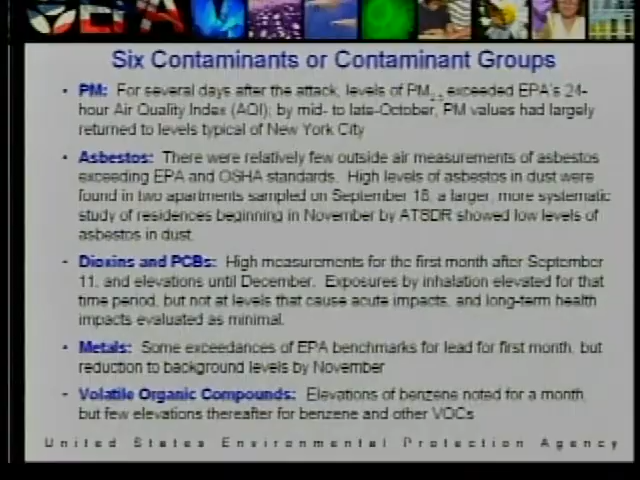 EPA
Six Contaminants or Contaminant Groups
• PM: For several days after the attack, levels of PM2.5 exceeded EPA's 24-
hour Air Quality Index (AQI); by mid- to late-October, PM values had largely
returned to levels typical of New York City
• Asbestos: There were relatively few outside air measurements of asbestos
exceeding EPA and OSHA standards. High levels of asbestos in dust were
found in two apartments sampled on September 18, a larger, more systematic
study of residences beginning in November by ATSDR showed low levels of
asbestos in dust.
• Dioxins and PCBs: High measurements for the first month after September
11, and elevations until December. Exposures by inhalation elevated for that
time period, but not at levels that cause acute impacts, and long-term health
impacts evaluated as minimal.
• Metals: Some exceedances of EPA benchmarks for lead for first month, but
reduction to background levels by November
• Volatile Organic Compounds: Elevations of benzene noted for a month,
but few elevations thereafter for benzene and other VOCs
United States Environmental Protection Agency